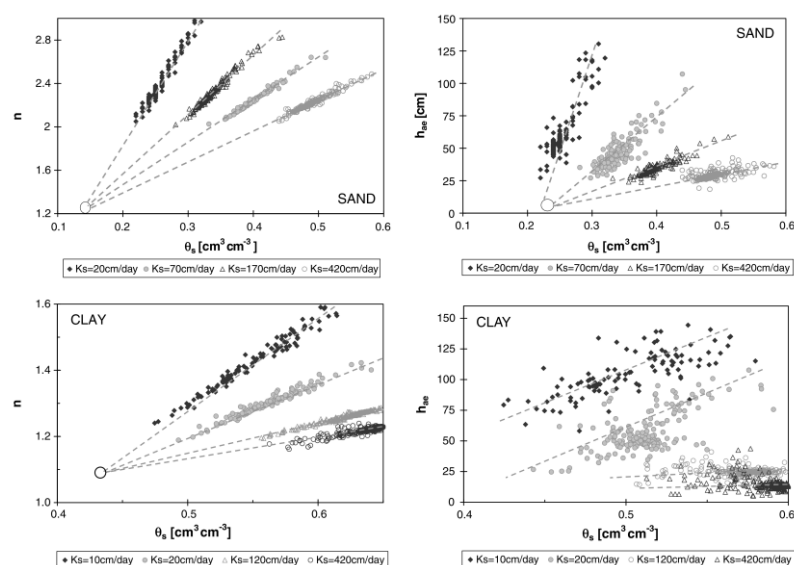 2.8
2.4
2
1.6
1.2
n
0.1 0.2 0.3 0.4 0.5 0.6
θs [cm³ cm⁻³]
SAND
◆ Ks=20cm/day ● Ks=70cm/day △ Ks=170cm/day ○ Ks=420cm/day
150
125
100
75
50
25
0
hae [cm]
0.1 0.2 0.3 0.4 0.5 0.6
θs [cm³ cm⁻³]
SAND
◆ Ks=20cm/day ● Ks=70cm/day △ Ks=170cm/day ○ Ks=420cm/day
1.6
1.4
1.2
1.0
n
0.4 0.5 0.6
θs [cm³ cm⁻³]
CLAY
◆ Ks=10cm/day ● Ks=20cm/day △ Ks=120cm/day ○ Ks=420cm/day
150
125
100
75
50
25
0
hae
0.4 0.5 0.6
θs [cm³ cm⁻³]
CLAY
◆ Ks=10cm/day ● Ks=20cm/day ○ Ks=120cm/day △ Ks=420cm/day